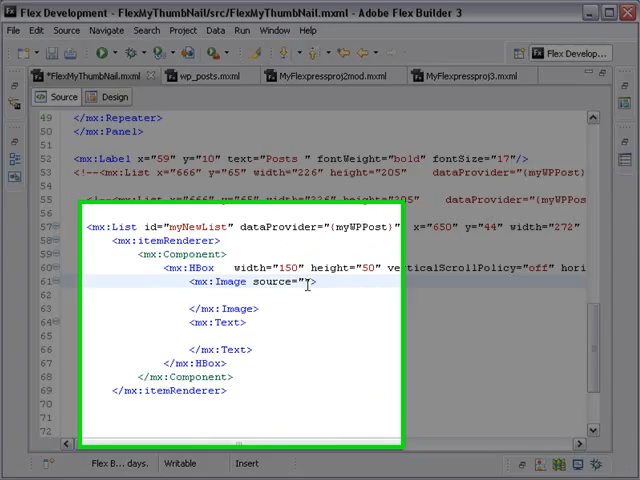 Flex Development - FlexMyThumbNail/src/FlexMyThumbNail.mxml - Adobe Flex Builder 3
File Edit Source Navigate Search Project Data Run Window Help
Flex Develop...
*FlexMyThumbNail.mxml wp_posts.mxml MyFlexpressproj2mod.mxml MyFlexpressproj3.mxml
Source Design
49 </mx:Repeater>
50 </mx:Panel>
51
52 <mx:Label x="59" y="10" text="Posts " fontWeight="bold" fontSize="17"/>
53 <!--<mx:List x="666" y="65" width="226" height="205" dataProvider="{myWPPost
54
55 <!--<mx:List x="666" y="65" width="226" height="205" dataProvider="{myWPPost
56
57 <mx:List id="myNewList" dataProvider="{myWPPost}" x="650" y="44" width="272"
58 <mx:itemRenderer>
59 <mx:Component>
60 <mx:HBox width="150" height="50" verticalScrollPolicy="off" hori
61 <mx:Image source="">
62
63 </mx:Image>
64 <mx:Text>
65
66 </mx:Text>
67 </mx:HBox>
68 </mx:Component>
69 </mx:itemRenderer>
70
71
72
Flex B... days. Writable Insert